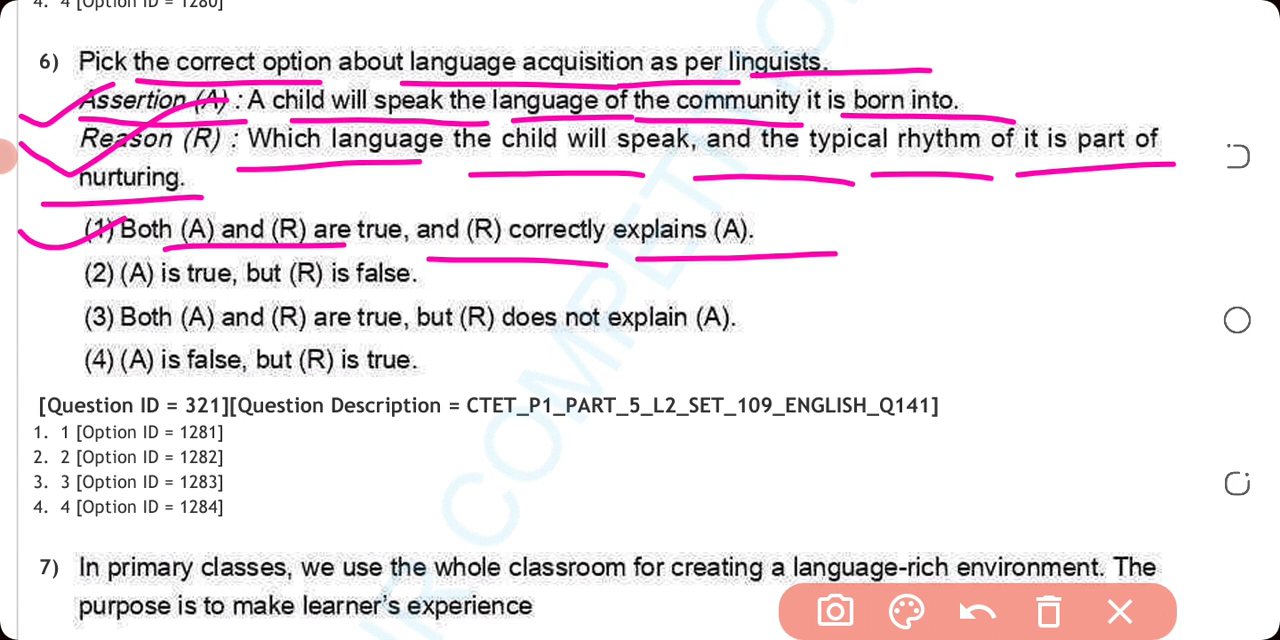 4. 4 [Option ID = 1280]
6) Pick the correct option about language acquisition as per linguists.
Assertion (A) : A child will speak the language of the community it is born into.
Reason (R) : Which language the child will speak, and the typical rhythm of it is part of
nurturing.
(1) Both (A) and (R) are true, and (R) correctly explains (A).
(2) (A) is true, but (R) is false.
(3) Both (A) and (R) are true, but (R) does not explain (A).
(4) (A) is false, but (R) is true.
[Question ID = 321][Question Description = CTET_P1_PART_5_L2_SET_109_ENGLISH_Q141]
1. 1 [Option ID = 1281]
2. 2 [Option ID = 1282]
3. 3 [Option ID = 1283]
4. 4 [Option ID = 1284]
7) In primary classes, we use the whole classroom for creating a language-rich environment. The
purpose is to make learner's experience